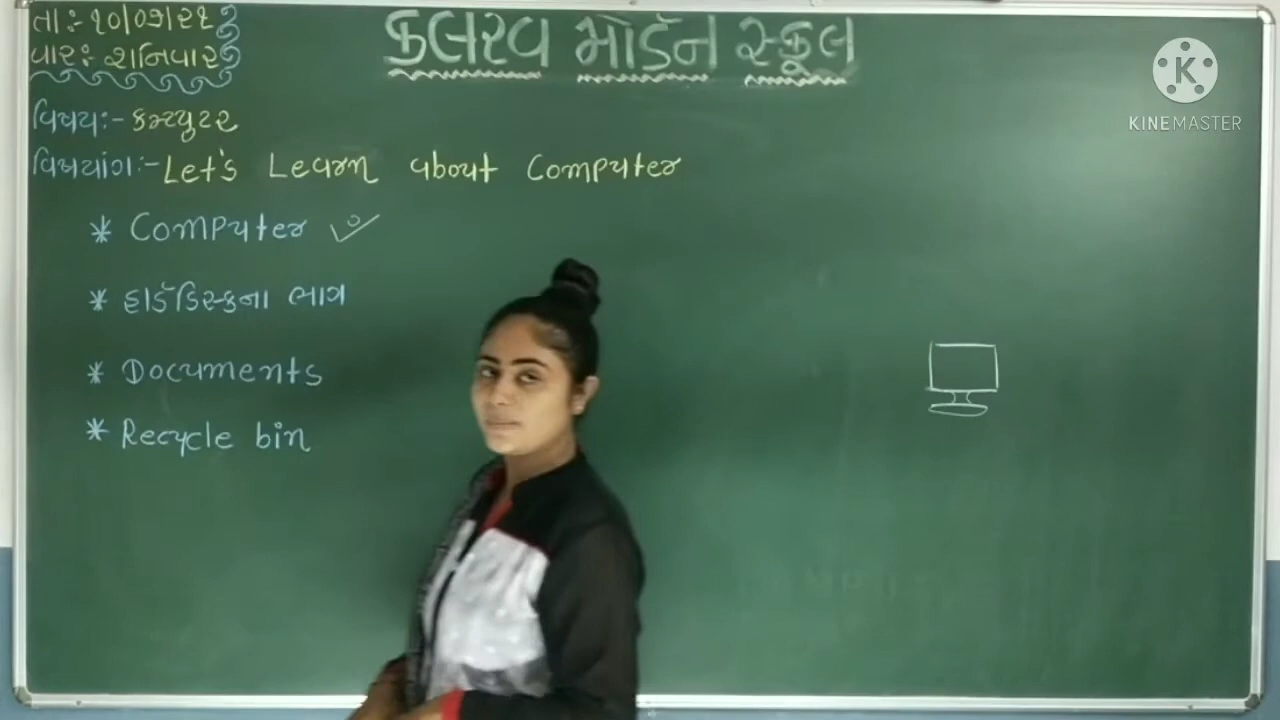 તા:- ૧૦/૦૭/૨૧
વાર:- શનિવાર
કલરવ મોર્ડન સ્કૂલ
વિષય:- કમ્પ્યુટર
વિષયાંગ:- Let's Learn about Computer
* Computer
* હાર્ડડિસ્કના ભાગ
* Documents
* Recycle bin
K
KINEMASTER